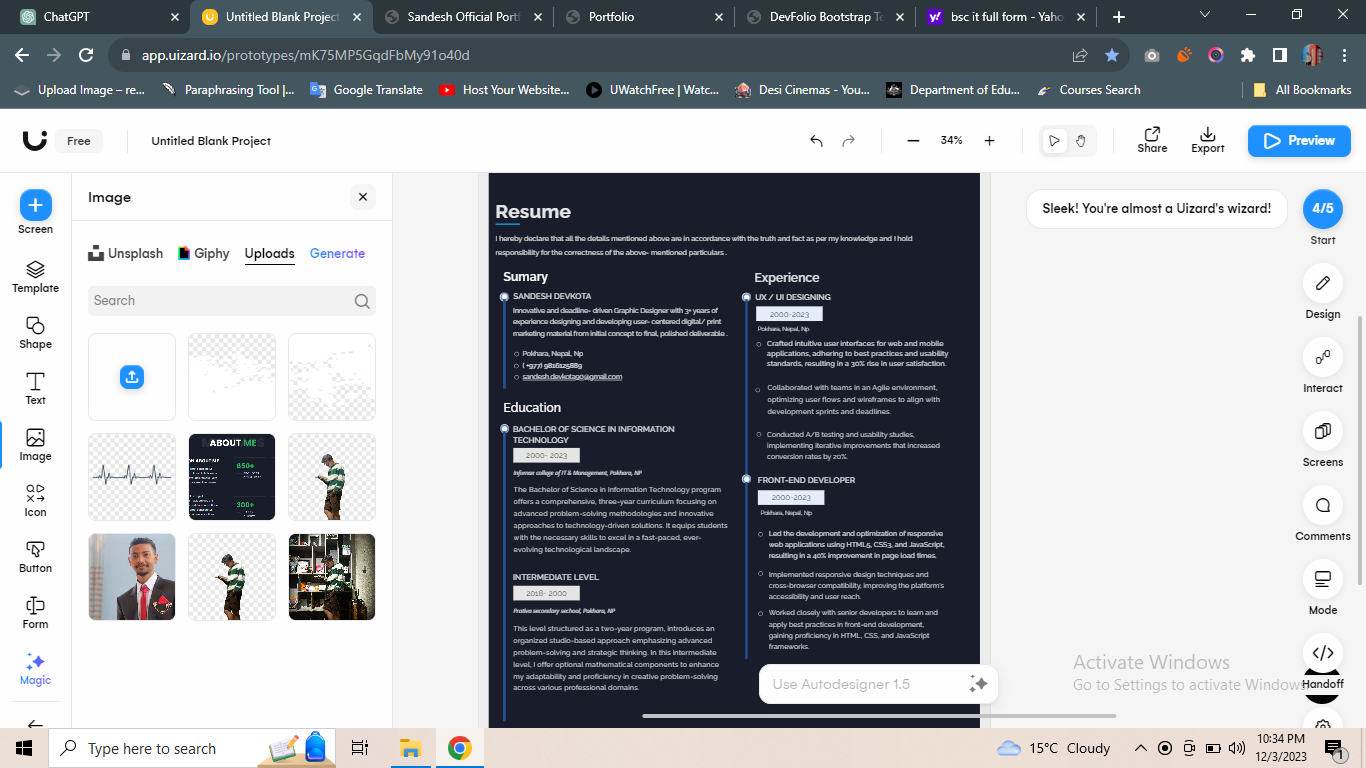 ChatGPT
Untitled Blank Project
Sandesh Official Portf
Portfolio
DevFolio Bootstrap Te
bsc it full form - Yaho
app.uizard.io/prototypes/mK75MP5GqdFbMy91o40d
Upload Image – re...
Paraphrasing Tool |...
Google Translate
Host Your Website...
UWatchFree | Watc...
Desi Cinemas - You...
Department of Edu...
Courses Search
All Bookmarks
Free
Untitled Blank Project
34%
Share
Export
Preview
Screen
Template
Shape
Text
Image
Icon
Button
Form
Magic
Image
Unsplash
Giphy
Uploads
Generate
Search
ABOUT ME
850+
300+
Resume
I hereby declare that all the details mentioned above are in accordance with the truth and fact as per my knowledge and I hold
responsibility for the correctness of the above- mentioned particulars .
Sumary
SANDESH DEVKOTA
Innovative and deadline- driven Graphic Designer with 3+ years of
experience designing and developing user- centered digital/ print
marketing material from initial concept to final, polished deliverable .
Pokhara, Nepal, Np
( +977) 9816125889
sandesh.devkota90@gmail.com
Education
BACHELOR OF SCIENCE IN INFORMATION
TECHNOLOGY
2000- 2023
Infomax college of IT & Management, Pokhara, NP
The Bachelor of Science in Information Technology program
offers a comprehensive, three-year curriculum focusing on
advanced problem-solving methodologies and innovative
approaches to technology-driven solutions. It equips students
with the necessary skills to excel in a fast-paced, ever-
evolving technological landscape.
INTERMEDIATE LEVEL
2018- 2000
Prativa secondary sechool, Pokhara, NP
This level structured as a two-year program, introduces an
organized studio-based approach emphasizing advanced
problem-solving and strategic thinking. In this intermediate
level, I offer optional mathematical components to enhance
my adaptability and proficiency in creative problem-solving
across various professional domains.
Experience
UX / UI DESIGNING
2000-2023
Pokhara, Nepal, Np
Crafted intuitive user interfaces for web and mobile
applications, adhering to best practices and usability
standards, resulting in a 30% rise in user satisfaction.
Collaborated with teams in an Agile environment,
optimizing user flows and wireframes to align with
development sprints and deadlines.
Conducted A/B testing and usability studies,
implementing iterative improvements that increased
conversion rates by 20%.
FRONT-END DEVELOPER
2000-2023
Pokhara, Nepal, Np
Led the development and optimization of responsive
web applications using HTML5, CSS3, and JavaScript,
resulting in a 40% improvement in page load times.
Implemented responsive design techniques and
cross-browser compatibility, improving the platform's
accessibility and user reach.
Worked closely with senior developers to learn and
apply best practices in front-end development,
gaining proficiency in HTML, CSS, and JavaScript
frameworks.
Use Autodesigner 1.5
Sleek! You're almost a Uizard's wizard!
4/5
Start
Design
Interact
Screens
Comments
Mode
Handoff
Activate Windows
Go to Settings to activate Windows
Type here to search
15°C Cloudy
10:34 PM
12/3/2023
1